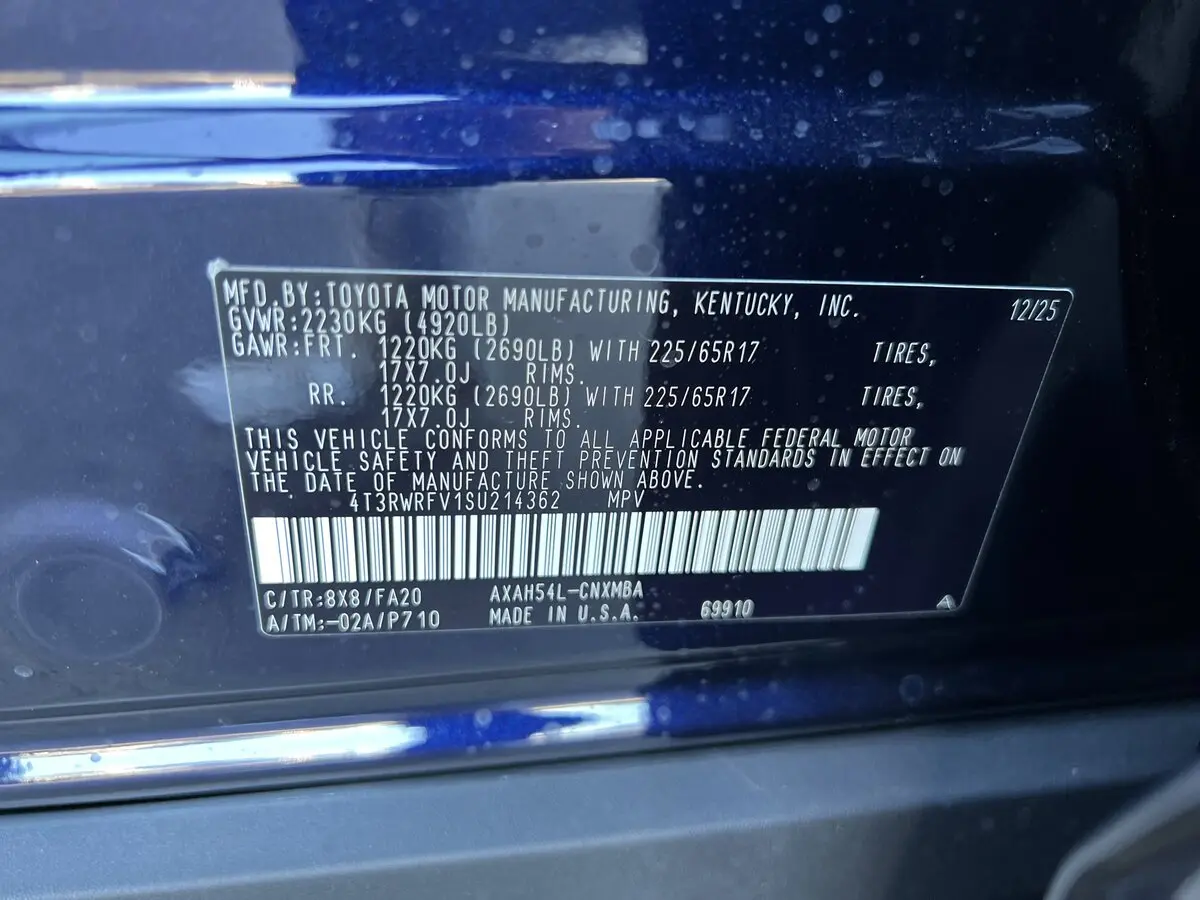 MFD.BY:TOYOTA MOTOR MANUFACTURING, KENTUCKY, INC. 12/25
GVWR:2230KG (4920LB)
GAWR:FRT. 1220KG (2690LB) WITH 225/65R17 TIRES,
17X7.0J RIMS.
RR. 1220KG (2690LB) WITH 225/65R17 TIRES,
17X7.0J RIMS.
THIS VEHICLE CONFORMS TO ALL APPLICABLE FEDERAL MOTOR
VEHICLE SAFETY AND THEFT PREVENTION STANDARDS IN EFFECT ON
THE DATE OF MANUFACTURE SHOWN ABOVE.
4T3RWRFV1SU214362 MPV
C/TR:8X8/FA20 AXAH54L-CNXMBA
A/TM:-02A/P710 MADE IN U.S.A. 69910